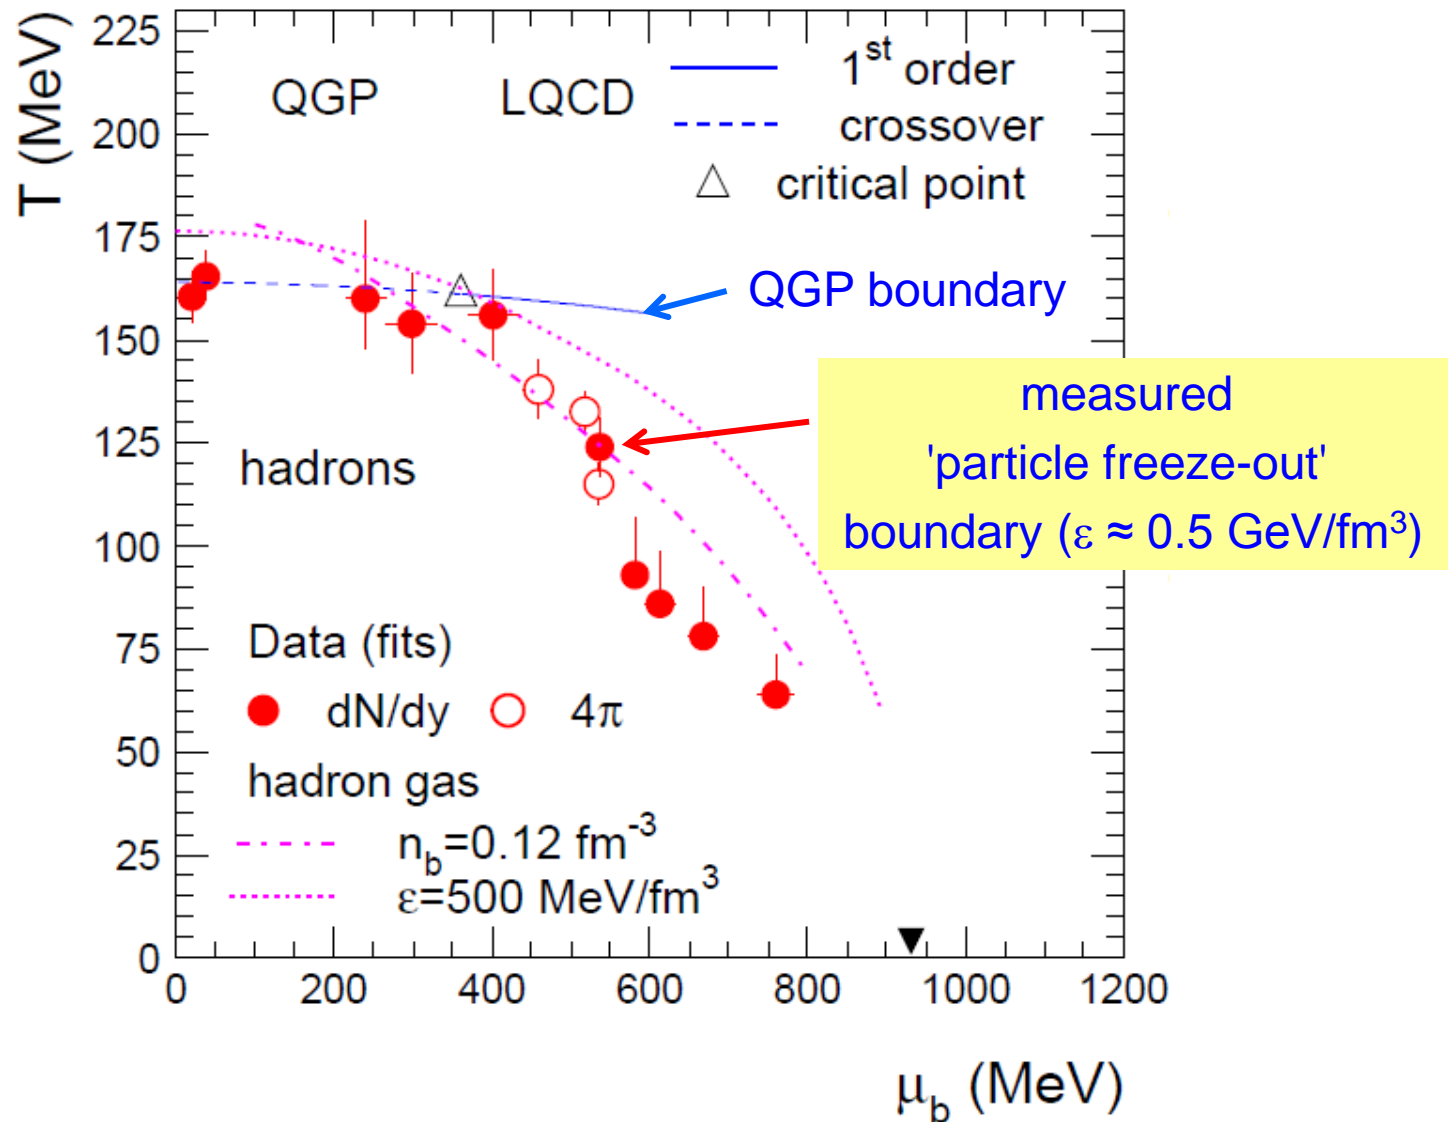 T (MeV)
225
200
175
150
125
100
75
50
25
0
QGP
LQCD
1st order
crossover
critical point
QGP boundary
measured
'particle freeze-out'
boundary (ε ≈ 0.5 GeV/fm³)
hadrons
Data (fits)
dN/dy
4π
hadron gas
n_b=0.12 fm⁻³
ε=500 MeV/fm³
0
200
400
600
800
1000
1200
μ_b (MeV)